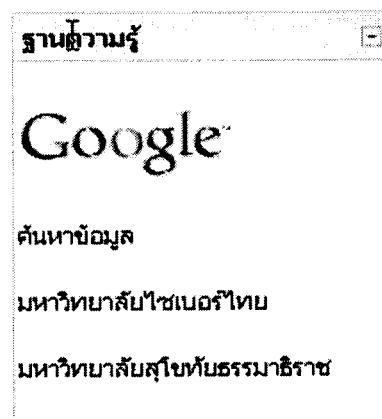 ฐานความรู้
Google™
ค้นหาข้อมูล
มหาวิทยาลัยไซเบอร์ไทย
มหาวิทยาลัยสุโขทัยธรรมาธิราช